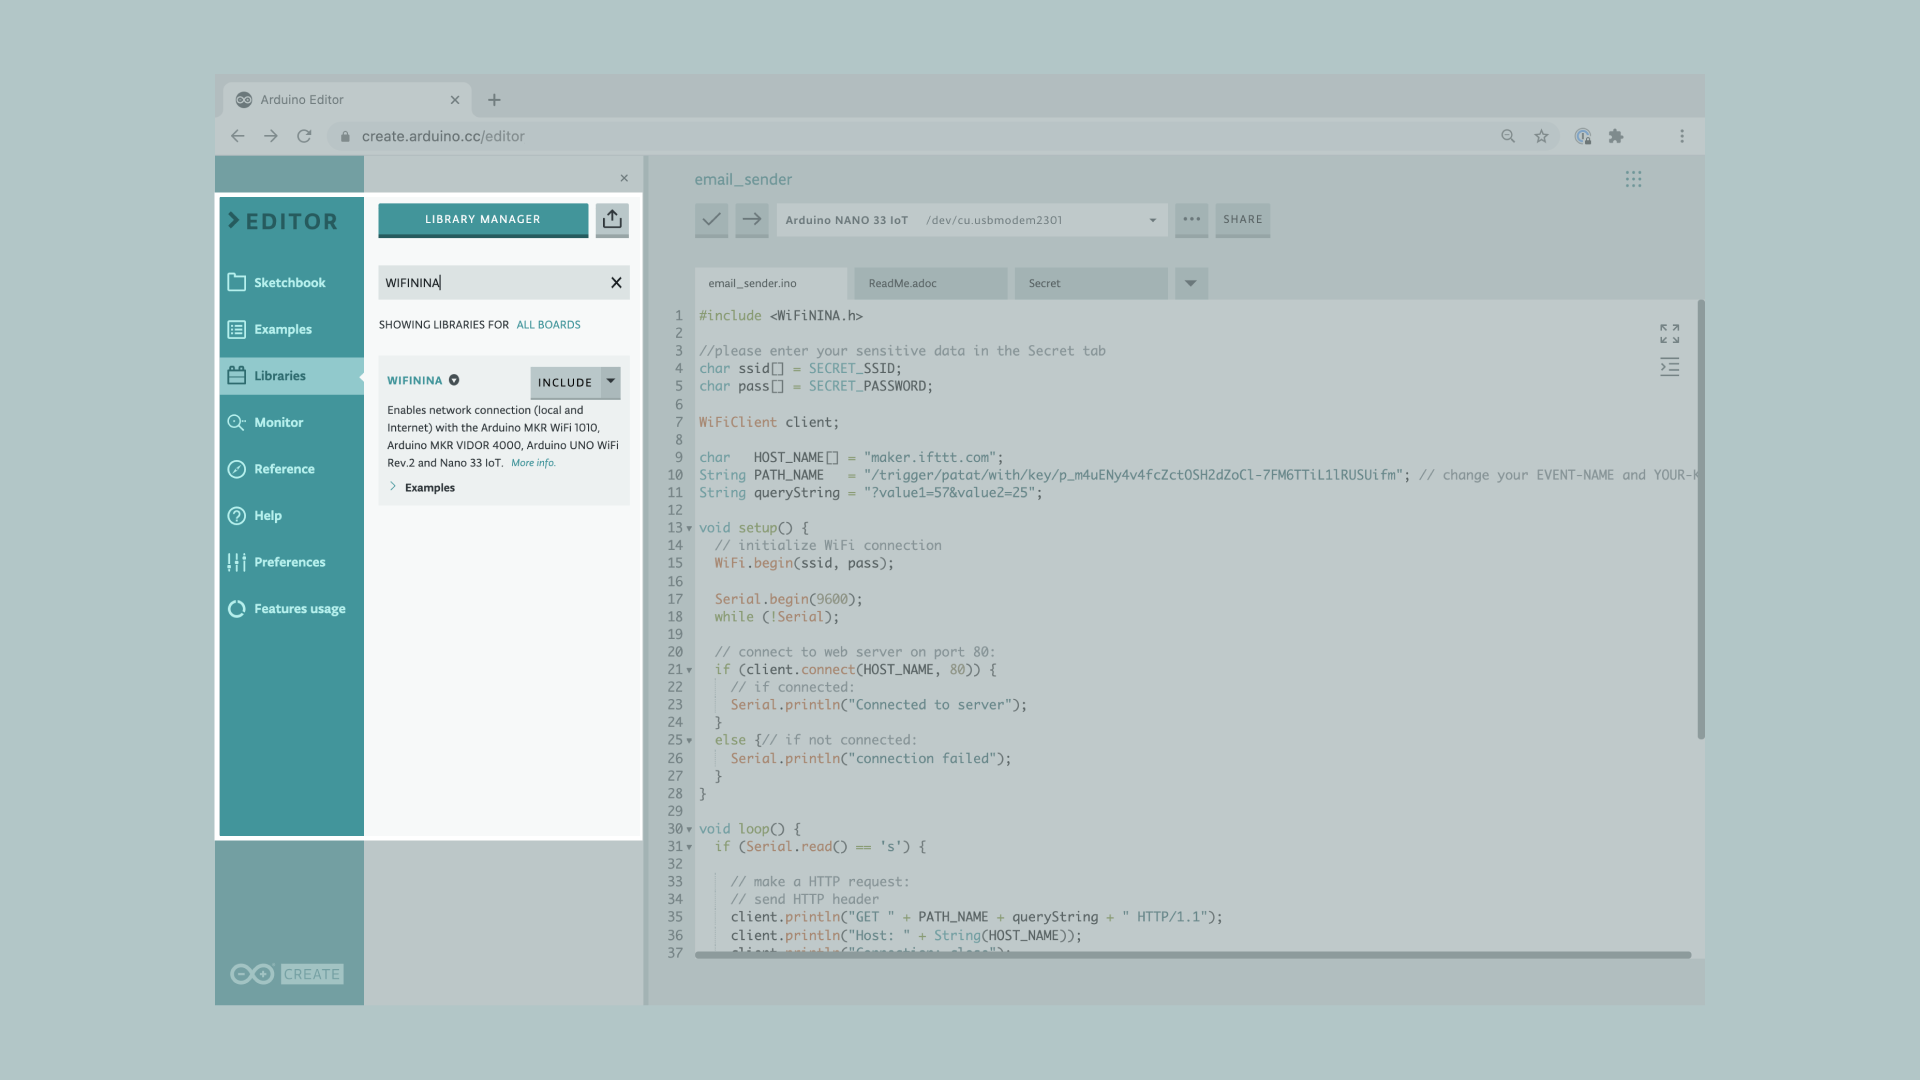 Arduino Editor
create.arduino.cc/editor
EDITOR
Sketchbook
Examples
Libraries
Monitor
Reference
Help
Preferences
Features usage
CREATE
LIBRARY MANAGER
WIFININA
SHOWING LIBRARIES FOR ALL BOARDS
WIFININA
INCLUDE
Enables network connection (local and
Internet) with the Arduino MKR WiFi 1010,
Arduino MKR VIDOR 4000, Arduino UNO WiFi
Rev.2 and Nano 33 IoT. More info.
Examples
email_sender
Arduino NANO 33 IoT /dev/cu.usbmodem2301
SHARE
email_sender.ino ReadMe.adoc Secret
1 #include <WiFiNINA.h>
2
3 //please enter your sensitive data in the Secret tab
4 char ssid[] = SECRET_SSID;
5 char pass[] = SECRET_PASSWORD;
6
7 WiFiClient client;
8
9 char HOST_NAME[] = "maker.ifttt.com";
10 String PATH_NAME = "/trigger/patat/with/key/p_m4uENy4v4fcZctOSH2dZoCl-7FM6TTiL1lRUSUifm"; // change your EVENT-NAME and YOUR-K
11 String queryString = "?value1=57&value2=25";
12
13 void setup() {
14 // initialize WiFi connection
15 WiFi.begin(ssid, pass);
16
17 Serial.begin(9600);
18 while (!Serial);
19
20 // connect to web server on port 80:
21 if (client.connect(HOST_NAME, 80)) {
22 // if connected:
23 Serial.println("Connected to server");
24 }
25 else {// if not connected:
26 Serial.println("connection failed");
27 }
28 }
29
30 void loop() {
31 if (Serial.read() == 's') {
32
33 // make a HTTP request:
34 // send HTTP header
35 client.println("GET " + PATH_NAME + queryString + " HTTP/1.1");
36 client.println("Host: " + String(HOST_NAME));
37 client.println("Connection: close");